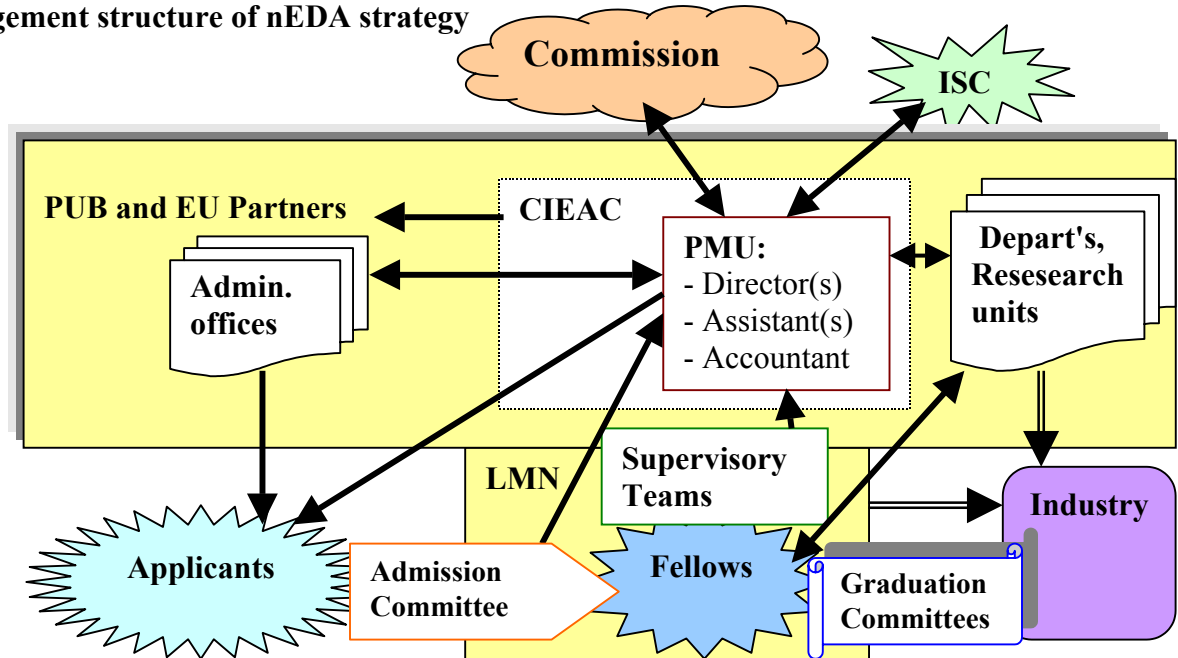 gement structure of nEDA strategy
Commission
ISC
PUB and EU Partners
CIEAC
PMU:
- Director(s)
- Assistant(s)
- Accountant
Depart's,
Resesearch
units
Admin.
offices
Supervisory
Teams
LMN
Industry
Applicants
Admission
Committee
Fellows
Graduation
Committees